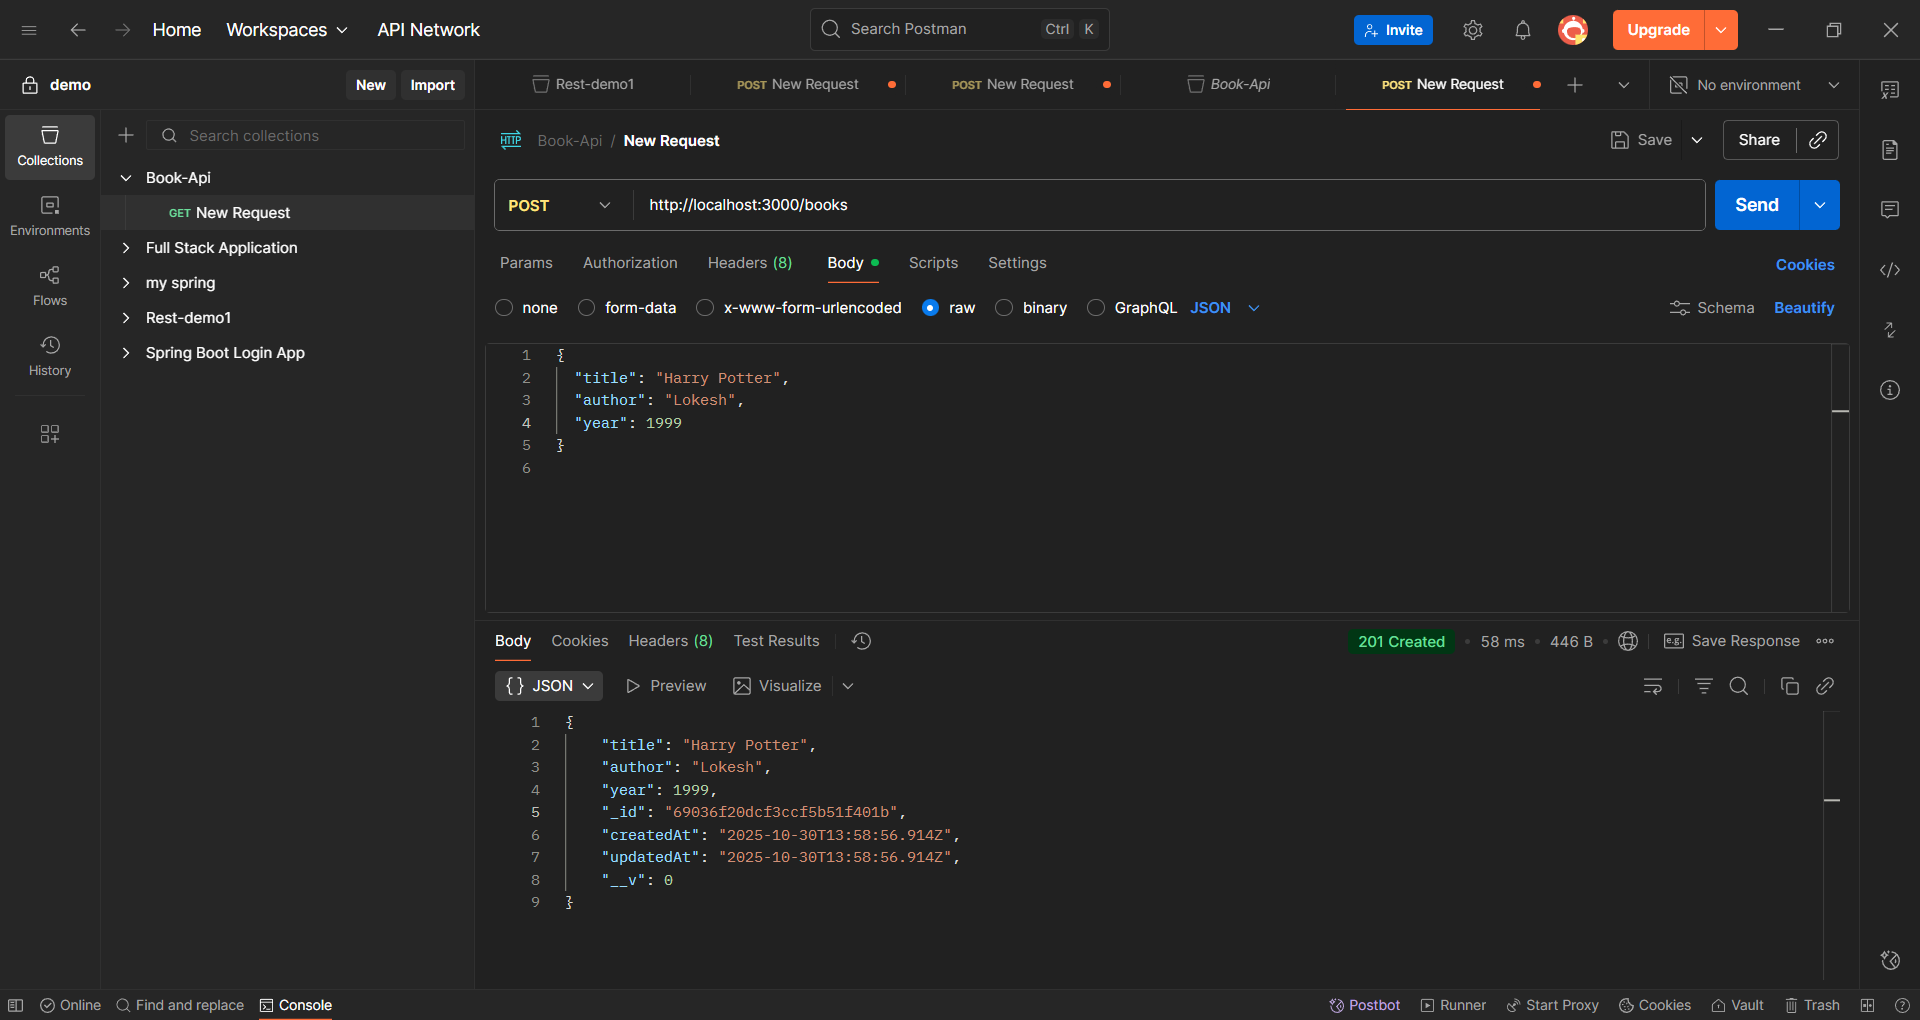 Home Workspaces API Network Search Postman Ctrl K Invite Upgrade
demo New Import Rest-demo1 POST New Request POST New Request Book-Api POST New Request No environment
Collections
Environments
Flows
History
Search collections
Book-Api
GET New Request
Full Stack Application
my spring
Rest-demo1
Spring Boot Login App
HTTP Book-Api / New Request Save Share
POST http://localhost:3000/books Send
Params Authorization Headers (8) Body Scripts Settings Cookies
none form-data x-www-form-urlencoded raw binary GraphQL JSON Schema Beautify
1 {
2 "title": "Harry Potter",
3 "author": "Lokesh",
4 "year": 1999
5 }
6
Body Cookies Headers (8) Test Results 201 Created 58 ms 446 B e.g. Save Response
{} JSON Preview Visualize
1 {
2 "title": "Harry Potter",
3 "author": "Lokesh",
4 "year": 1999,
5 "_id": "69036f20dcf3ccf5b51f401b",
6 "createdAt": "2025-10-30T13:58:56.914Z",
7 "updatedAt": "2025-10-30T13:58:56.914Z",
8 "__v": 0
9 }
Online Find and replace Console Postbot Runner Start Proxy Cookies Vault Trash